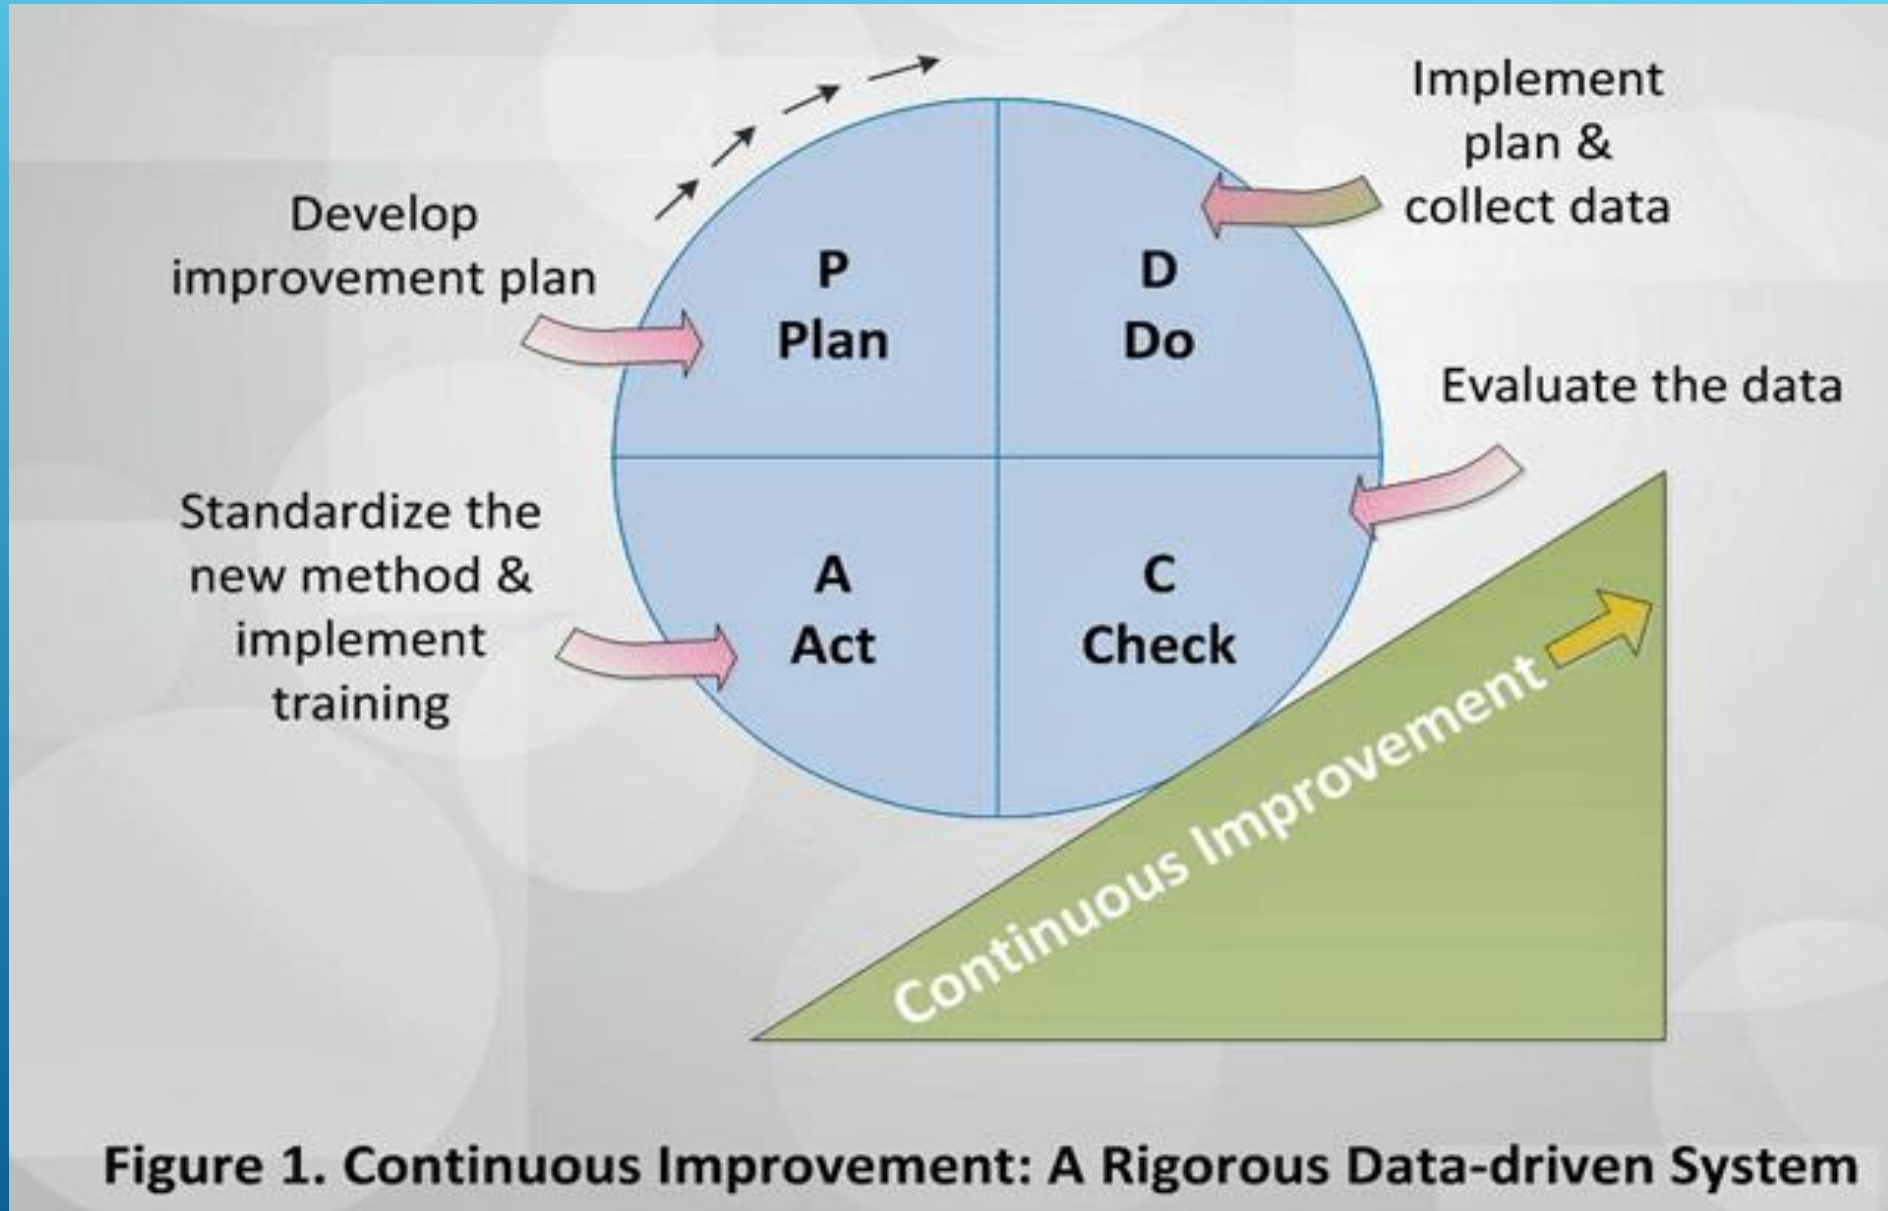 Develop
improvement plan
P
Plan
Implement
plan &
collect data
D
Do
Evaluate the data
Standardize the
new method &
implement
training
A
Act
C
Check
Continuous Improvement
Figure 1. Continuous Improvement: A Rigorous Data-driven System